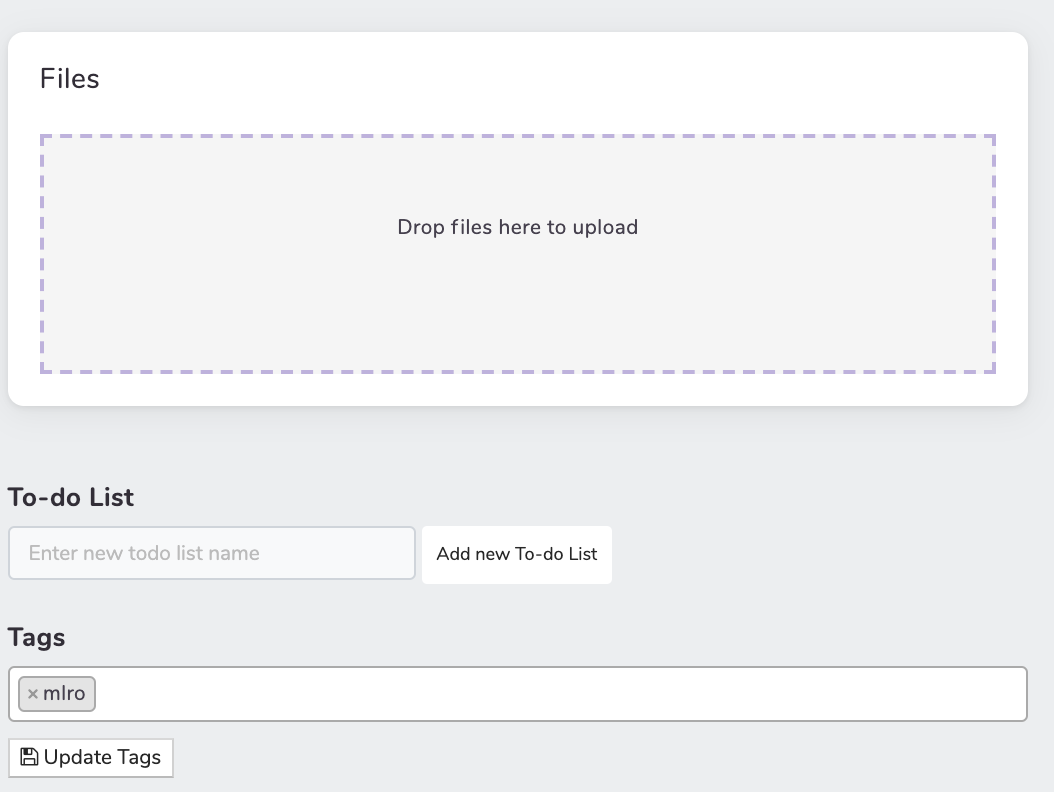 Files
Drop files here to upload
To-do List
Enter new todo list name
Add new To-do List
Tags
× mlro
Update Tags